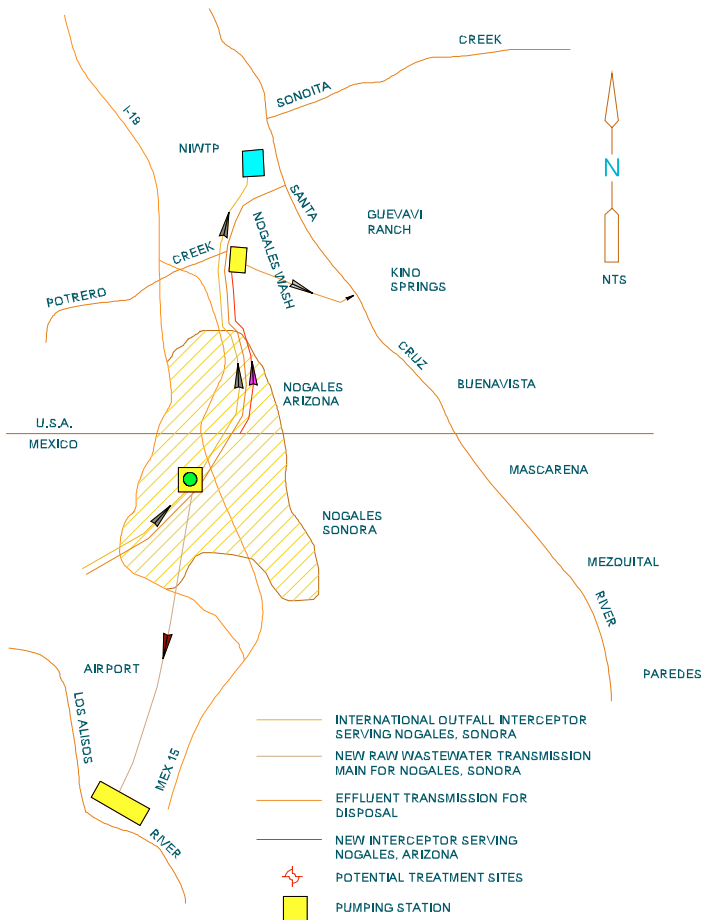 CREEK
SONOITA
I-19
NIWTP
N
SANTA
GUEVAVI
RANCH
NOGALES WASH
CREEK
KINO
SPRINGS
NTS
POTRERO
CRUZ
NOGALES
ARIZONA
BUENAVISTA
U.S.A.
MEXICO
MASCARENA
NOGALES
SONORA
MEZQUITAL
RIVER
AIRPORT
PAREDES
LOS ALISOS
MEX 15
RIVER
INTERNATIONAL OUTFALL INTERCEPTOR
SERVING NOGALES, SONORA
NEW RAW WASTEWATER TRANSMISSION
MAIN FOR NOGALES, SONORA
EFFLUENT TRANSMISSION FOR
DISPOSAL
NEW INTERCEPTOR SERVING
NOGALES, ARIZONA
POTENTIAL TREATMENT SITES
PUMPING STATION